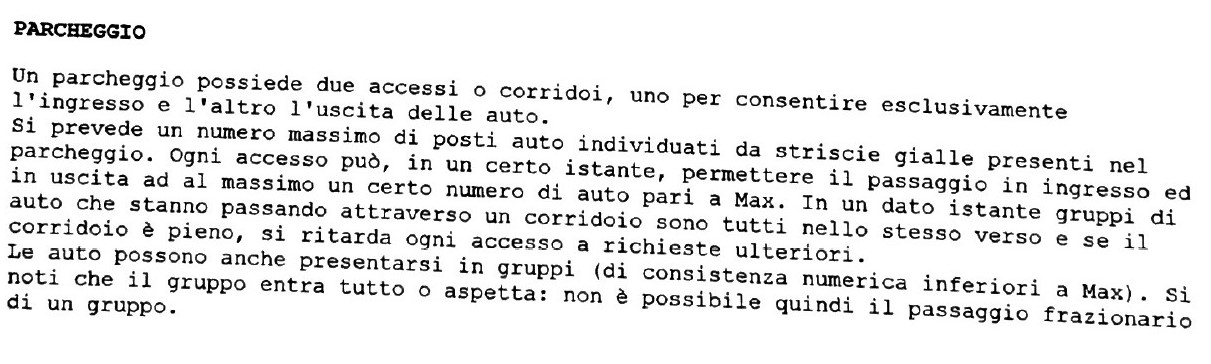 PARCHEGGIO
Un parcheggio possiede due accessi o corridoi, uno per consentire esclusivamente
l'ingresso e l'altro l'uscita delle auto.
Si prevede un numero massimo di posti auto individuati da striscie gialle presenti nel
parcheggio. Ogni accesso può, in un certo istante, permettere il passaggio in ingresso ed
in uscita ad al massimo un certo numero di auto pari a Max. In un dato istante gruppi di
auto che stanno passando attraverso un corridoio sono tutti nello stesso verso e se il
corridoio è pieno, si ritarda ogni accesso a richieste ulteriori.
Le auto possono anche presentarsi in gruppi (di consistenza numerica inferiori a Max). Si
noti che il gruppo entra tutto o aspetta: non è possibile quindi il passaggio frazionario
di un gruppo.